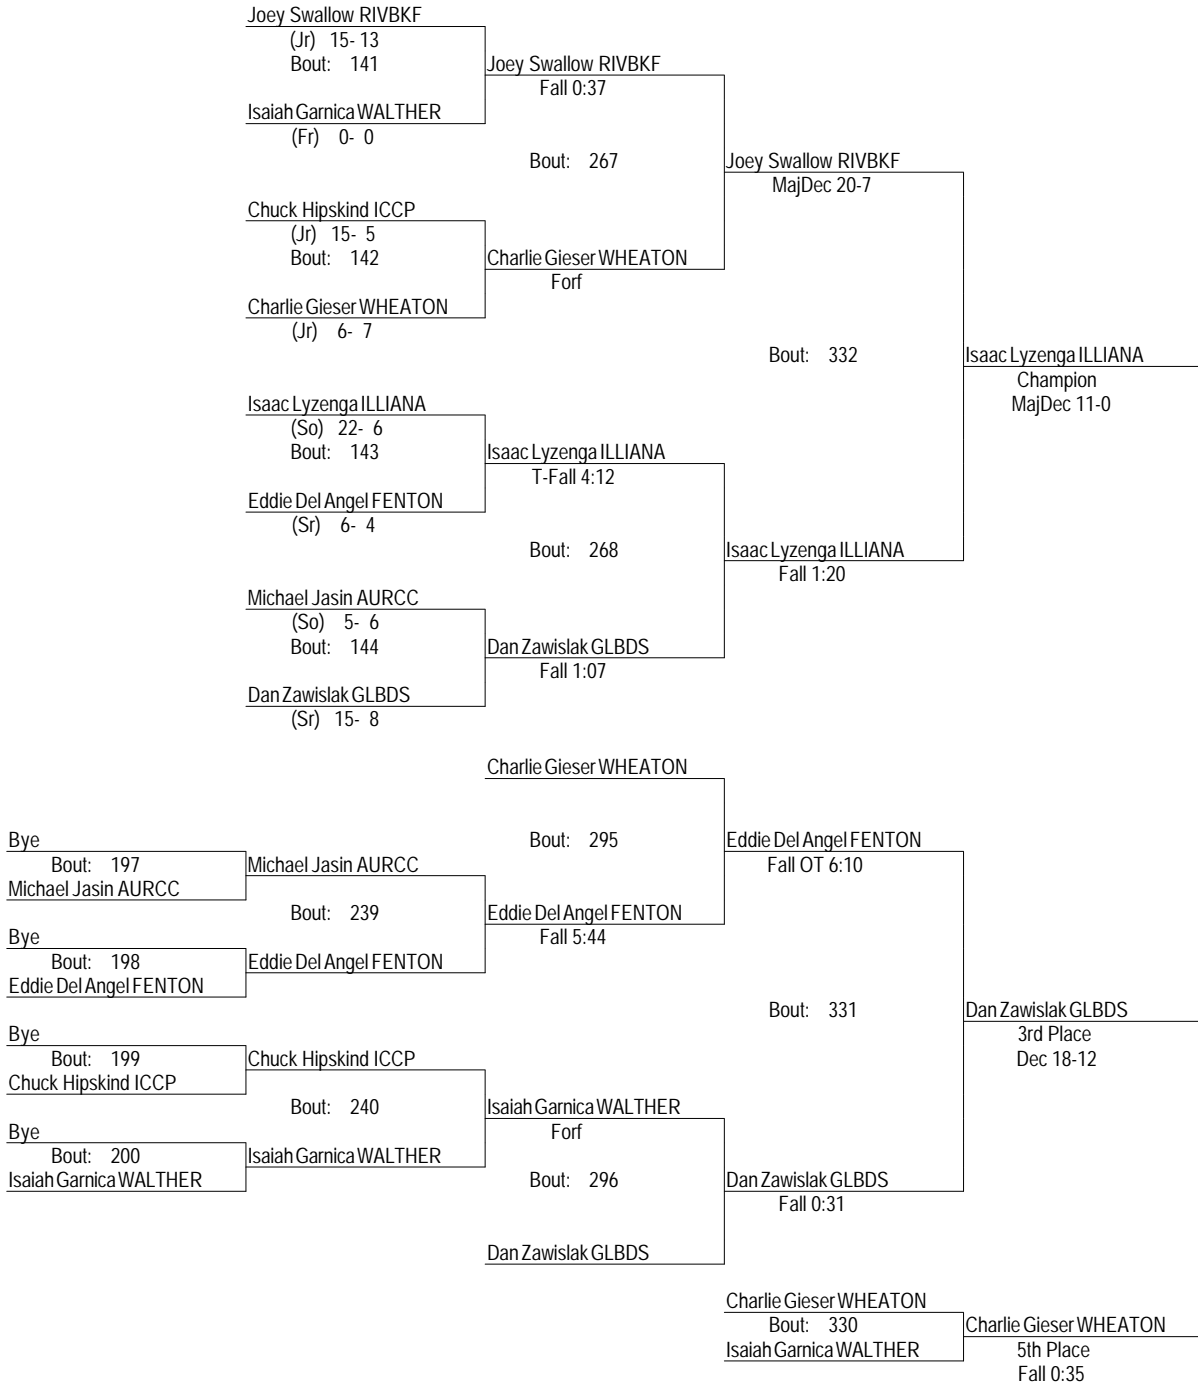 Joey Swallow RIVBKF
(Jr) 15- 13
Bout: 141
Joey Swallow RIVBKF
Fall 0:37
Isaiah Garnica WALTHER
(Fr) 0- 0
Bout: 267
Joey Swallow RIVBKF
MajDec 20-7
Chuck Hipskind ICCP
(Jr) 15- 5
Bout: 142
Charlie Gieser WHEATON
Forf
Charlie Gieser WHEATON
(Jr) 6- 7
Bout: 332
Isaac Lyzenga ILLIANA
Champion
MajDec 11-0
Isaac Lyzenga ILLIANA
(So) 22- 6
Bout: 143
Isaac Lyzenga ILLIANA
T-Fall 4:12
Eddie Del Angel FENTON
(Sr) 6- 4
Bout: 268
Isaac Lyzenga ILLIANA
Fall 1:20
Michael Jasin AURCC
(So) 5- 6
Bout: 144
Dan Zawislak GLBDS
Fall 1:07
Dan Zawislak GLBDS
(Sr) 15- 8
Charlie Gieser WHEATON
Bye
Bout: 197
Michael Jasin AURCC
Michael Jasin AURCC
Bout: 295
Eddie Del Angel FENTON
Fall OT 6:10
Bout: 239
Eddie Del Angel FENTON
Fall 5:44
Bye
Bout: 198
Eddie Del Angel FENTON
Eddie Del Angel FENTON
Bout: 331
Dan Zawislak GLBDS
3rd Place
Dec 18-12
Bye
Bout: 199
Chuck Hipskind ICCP
Chuck Hipskind ICCP
Bout: 240
Isaiah Garnica WALTHER
Forf
Bye
Bout: 200
Isaiah Garnica WALTHER
Isaiah Garnica WALTHER
Bout: 296
Dan Zawislak GLBDS
Fall 0:31
Dan Zawislak GLBDS
Charlie Gieser WHEATON
Bout: 330
Isaiah Garnica WALTHER
Charlie Gieser WHEATON
5th Place
Fall 0:35